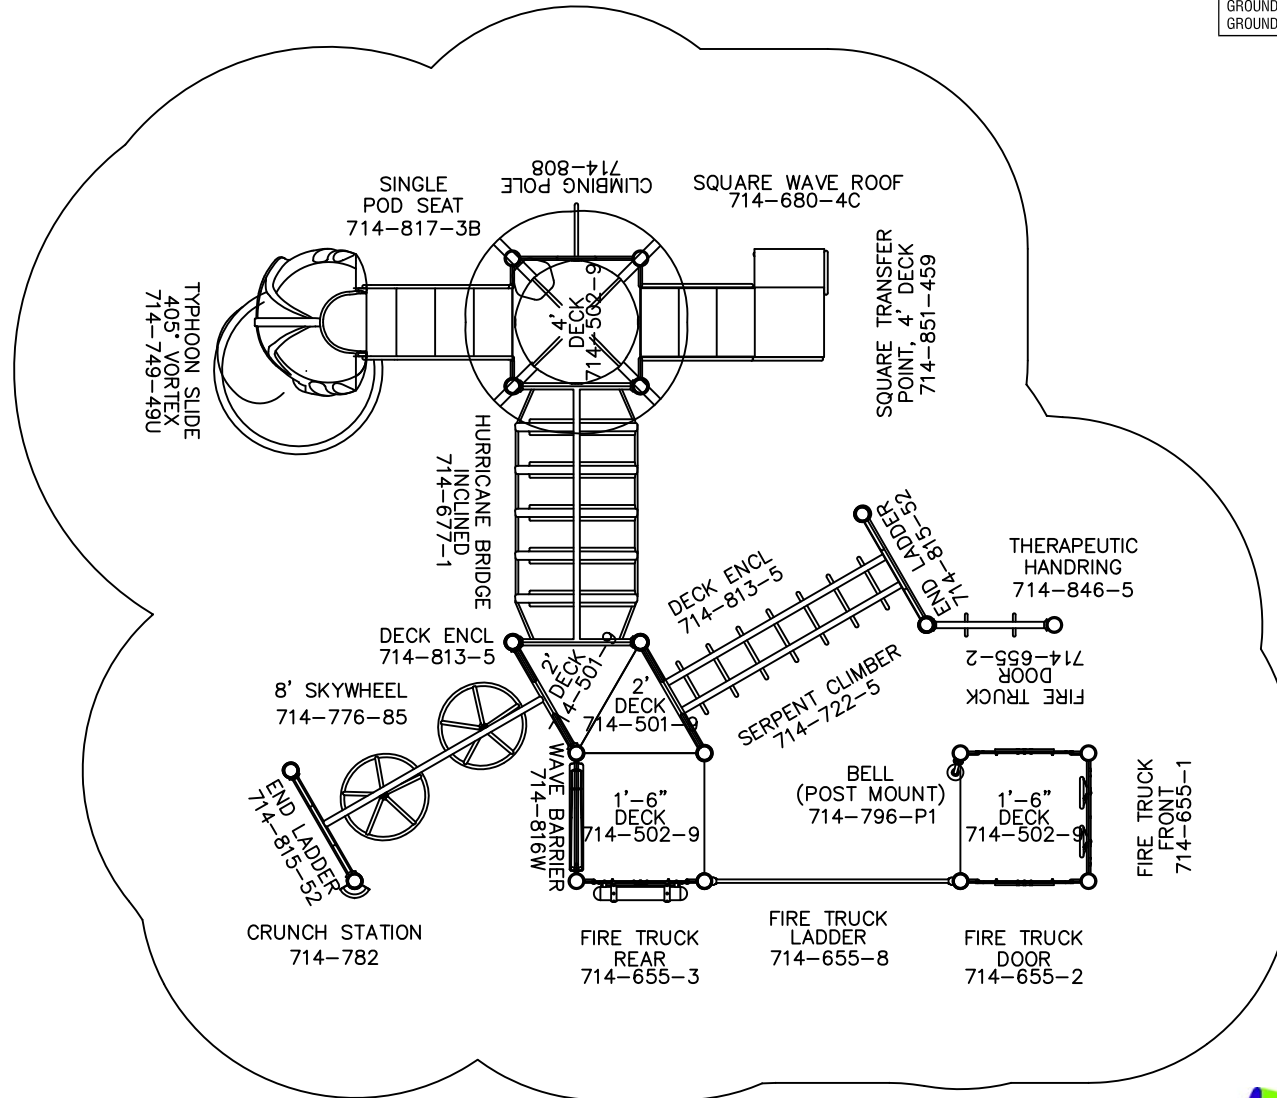 GROUND
GROUND
CLIMBING POLE
714-808
SINGLE
POD SEAT
714-817-3B
SQUARE WAVE ROOF
714-680-4C
SQUARE TRANSFER
POINT, 4' DECK
714-851-459
TYPHOON SLIDE
405° VORTEX
714-749-49U
4'
DECK
714-502-9
HURRICANE BRIDGE
INCLINED
714-677-1
DECK ENCL
714-813-5
END LADDER
714-815-52
THERAPEUTIC
HANDRING
714-846-5
DECK ENCL
714-813-5
2'
DECK
714-501-9
2'
DECK
714-501-9
SERPENT CLIMBER
714-722-5
FIRE TRUCK
DOOR
714-655-2
8' SKYWHEEL
714-776-85
END LADDER
714-815-52
WAVE BARRIER
714-816W
1'-6"
DECK
714-502-9
BELL
(POST MOUNT)
714-796-P1
1'-6"
DECK
714-502-9
FIRE TRUCK
FRONT
714-655-1
CRUNCH STATION
714-782
FIRE TRUCK
REAR
714-655-3
FIRE TRUCK
LADDER
714-655-8
FIRE TRUCK
DOOR
714-655-2